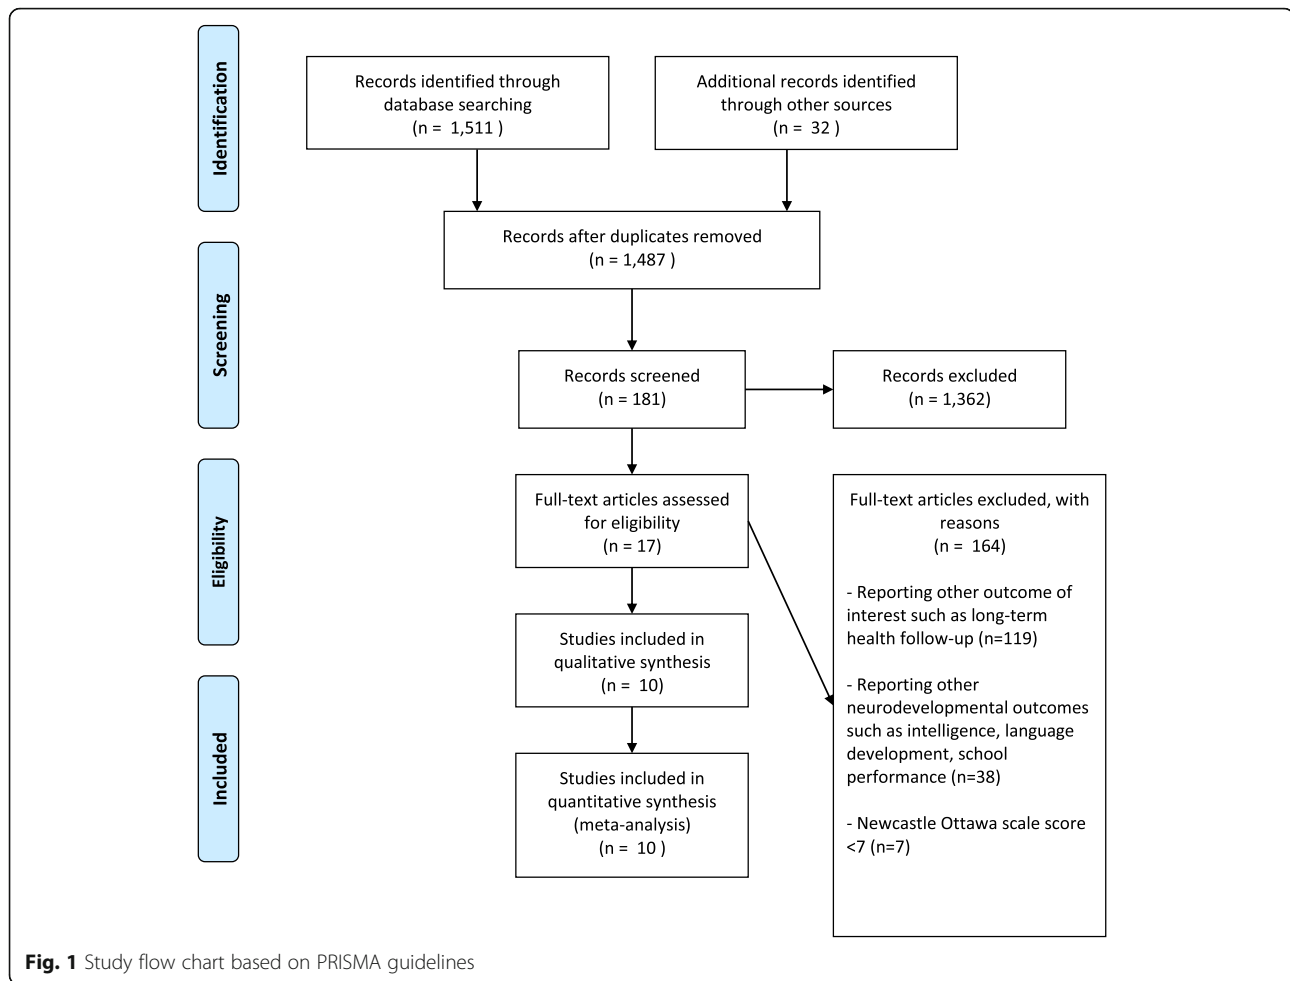 Identification
Records identified through
database searching
(n =  1,511 )
Additional records identified
through other sources
(n =  32 )
Records after duplicates removed
(n = 1,487 )
Screening
Records screened
(n = 181)
Records excluded
(n = 1,362)
Eligibility
Full-text articles assessed
for eligibility
(n = 17)
Full-text articles excluded, with
reasons
(n =  164)
- Reporting other outcome of
interest such as long-term
health follow-up (n=119)
- Reporting other
neurodevelopmental outcomes
such as intelligence, language
development, school
performance (n=38)
- Newcastle Ottawa scale score
<7 (n=7)
Studies included in
qualitative synthesis
(n =  10)
Included
Studies included in
quantitative synthesis
(meta-analysis)
(n =  10 )
Fig. 1 Study flow chart based on PRISMA guidelines